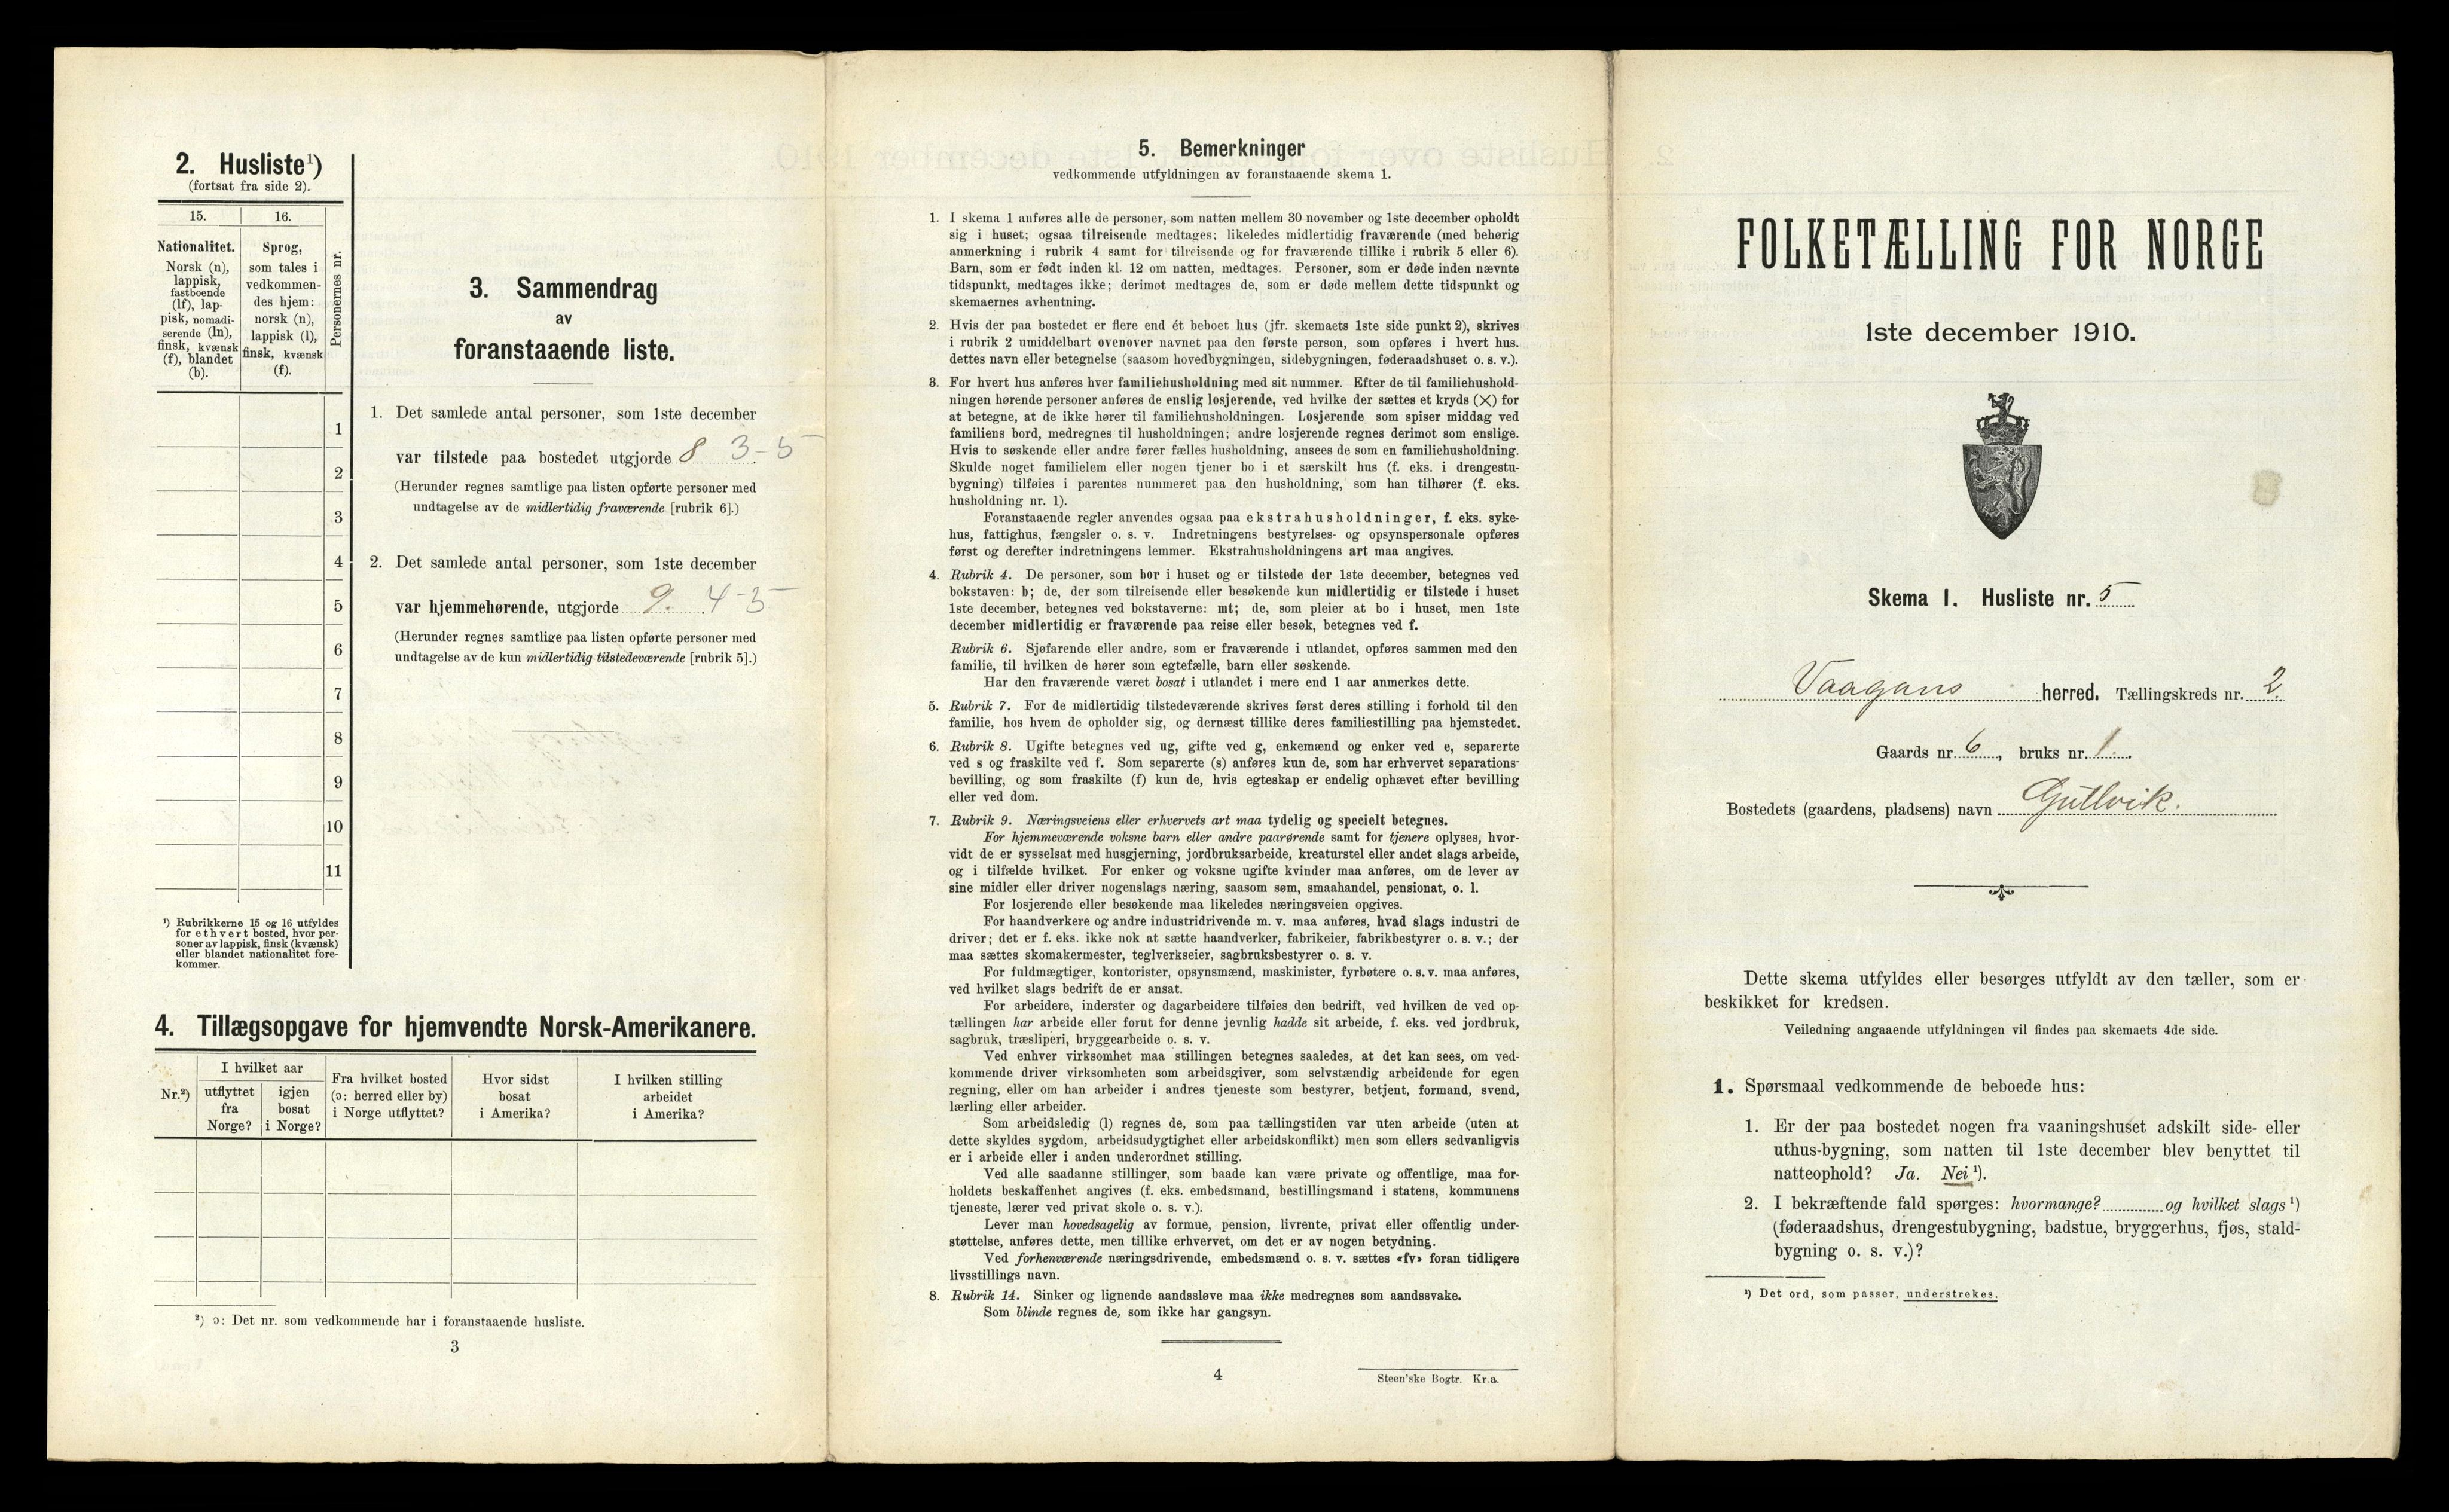 2. Husliste¹)
(fortsat fra side 2).
15.
16.
Personernes nr.
Nationalitet.
Norsk (n),
lappisk,
fastboende
(lf), lap-
pisk, nomadi-
serende (ln),
finsk, kvænsk
(f), blandet
(b).
Sprog,
som tales i
vedkommen-
des hjem:
norsk (n),
lappisk (l),
finsk, kvænsk
(f).
1
2
3
4
5
6
7
8
9
10
11
¹) Rubrikkerne 15 og 16 utfyldes
for ethvert bosted, hvor per-
soner av lappisk, finsk (kvænsk)
eller blandet nationalitet fore-
kommer.
3. Sammendrag
av
foranstaaende liste.
1. Det samlede antal personer, som 1ste december
var tilstede paa bostedet utgjorde 8 3-5
(Herunder regnes samtlige paa listen opførte personer med
undtagelse av de midlertidig fraværende [rubrik 6].)
2. Det samlede antal personer, som 1ste december
var hjemmehørende, utgjorde 9. 4-5
(Herunder regnes samtlige paa listen opførte personer med
undtagelse av de kun midlertidig tilstedeværende [rubrik 5].)
4. Tillægsopgave for hjemvendte Norsk-Amerikanere.
Nr.²)
I hvilket aar
utflyttet
fra
Norge?
igjen
bosat
i Norge?
Fra hvilket bosted
(ɔ: herred eller by)
i Norge utflyttet?
Hvor sidst
bosat
i Amerika?
I hvilken stilling
arbeidet
i Amerika?
²) ɔ: Det nr. som vedkommende har i foranstaaende husliste.
3
5. Bemerkninger
vedkommende utfyldningen av foranstaaende skema 1.
1. I skema 1 anføres alle de personer, som natten mellem 30 november og 1ste december opholdt
sig i huset; ogsaa tilreisende medtages; likeledes midlertidig fraværende (med behørig
anmerkning i rubrik 4 samt for tilreisende og for fraværende tillike i rubrik 5 eller 6).
Barn, som er født inden kl. 12 om natten, medtages. Personer, som er døde inden nævnte
tidspunkt, medtages ikke; derimot medtages de, som er døde mellem dette tidspunkt og
skemaernes avhentning.
2. Hvis der paa bostedet er flere end ét beboet hus (jfr. skemaets 1ste side punkt 2), skrives
i rubrik 2 umiddelbart ovenover navnet paa den første person, som opføres i hvert hus.
dettes navn eller betegnelse (saasom hovedbygningen, sidebygningen, føderaadshuset o. s. v.).
3. For hvert hus anføres hver familiehusholdning med sit nummer. Efter de til familiehushold-
ningen hørende personer anføres de enslig losjerende, ved hvilke der sættes et kryds (×) for
at betegne, at de ikke hører til familiehusholdningen. Losjerende som spiser middag ved
familiens bord, medregnes til husholdningen; andre losjerende regnes derimot som enslige.
Hvis to søskende eller andre fører fælles husholdning, ansees de som en familiehusholdning.
Skulde noget familielem eller nogen tjener bo i et særskilt hus (f. eks. i drengestu-
bygning) tilføies i parentes nummeret paa den husholdning, som han tilhører (f. eks.
husholdning nr. 1).
Foranstaaende regler anvendes ogsaa paa ekstrahusholdninger, f. eks. syke-
hus, fattighus, fængsler o. s. v. Indretningens bestyrelses- og opsynspersonale opføres
først og derefter indretningens lemmer. Ekstrahusholdningens art maa angives.
4. Rubrik 4. De personer, som bor i huset og er tilstede der 1ste december, betegnes ved
bokstaven: b; de, der som tilreisende eller besøkende kun midlertidig er tilstede i huset
1ste december, betegnes ved bokstaverne: mt; de, som pleier at bo i huset, men 1ste
december midlertidig er fraværende paa reise eller besøk, betegnes ved f.
Rubrik 6. Sjøfarende eller andre, som er fraværende i utlandet, opføres sammen med den
familie, til hvilken de hører som egtefælle, barn eller søskende.
Har den fraværende været bosat i utlandet i mere end 1 aar anmerkes dette.
5. Rubrik 7. For de midlertidig tilstedeværende skrives først deres stilling i forhold til den
familie, hos hvem de opholder sig, og dernæst tillike deres familiestilling paa hjemstedet.
6. Rubrik 8. Ugifte betegnes ved ug, gifte ved g, enkemænd og enker ved e, separerte
ved s og fraskilte ved f. Som separerte (s) anføres kun de, som har erhvervet separations-
bevilling, og som fraskilte (f) kun de, hvis egteskap er endelig ophævet efter bevilling
eller ved dom.
7. Rubrik 9. Næringsveiens eller erhvervets art maa tydelig og specielt betegnes.
For hjemmeværende voksne barn eller andre paarørende samt for tjenere oplyses, hvor-
vidt de er sysselsat med husgjerning, jordbruksarbeide, kreaturstel eller andet slags arbeide,
og i tilfælde hvilket. For enker og voksne ugifte kvinder maa anføres, om de lever av
sine midler eller driver nogenslags næring, saasom søm, smaahandel, pensionat, o. l.
For losjerende eller besøkende maa likeledes næringsveien opgives.
For haandverkere og andre industridrivende m. v. maa anføres, hvad slags industri de
driver; det er f. eks. ikke nok at sætte haandverker, fabrikeier, fabrikbestyrer o. s. v.; der
maa sættes skomakermester, teglverkseier, sagbruksbestyrer o. s. v.
For fuldmægtiger, kontorister, opsynsmænd, maskinister, fyrbøtere o. s. v. maa anføres,
ved hvilket slags bedrift de er ansat.
For arbeidere, inderster og dagarbeidere tilføies den bedrift, ved hvilken de ved op-
tællingen har arbeide eller forut for denne jevnlig hadde sit arbeide, f. eks. ved jordbruk,
sagbruk, træsliperi, bryggearbeide o. s. v.
Ved enhver virksomhet maa stillingen betegnes saaledes, at det kan sees, om ved-
kommende driver virksomheten som arbeidsgiver, som selvstændig arbeidende for egen
regning, eller om han arbeider i andres tjeneste som bestyrer, betjent, formand, svend,
lærling eller arbeider.
Som arbeidsledig (l) regnes de, som paa tællingstiden var uten arbeide (uten at
dette skyldes sygdom, arbeidsudygtighet eller arbeidskonflikt) men som ellers sedvanligvis
er i arbeide eller i anden underordnet stilling.
Ved alle saadanne stillinger, som baade kan være private og offentlige, maa for-
holdets beskaffenhet angives (f. eks. embedsmand, bestillingsmand i statens, kommunens
tjeneste, lærer ved privat skole o. s. v.).
Lever man hovedsagelig av formue, pension, livrente, privat eller offentlig under-
støttelse, anføres dette, men tillike erhvervet, om det er av nogen betydning.
Ved forhenværende næringsdrivende, embedsmænd o. s. v. sættes «fv» foran tidligere
livsstillings navn.
8. Rubrik 14. Sinker og lignende aandssløve maa ikke medregnes som aandssvake.
Som blinde regnes de, som ikke har gangsyn.
4
Steen'ske Bogtr. Kr.a.
FOLKETÆLLING FOR NORGE
1ste december 1910.
Skema 1. Husliste nr. 5
Vaagans herred. Tællingskreds nr. 2.
Gaards nr. 6, bruks nr. 1.
Bostedets (gaardens, pladsens) navn Gullvik.
Dette skema utfyldes eller besørges utfyldt av den tæller, som er
beskikket for kredsen.
Veiledning angaaende utfyldningen vil findes paa skemaets 4de side.
1. Spørsmaal vedkommende de beboede hus:
1. Er der paa bostedet nogen fra vaaningshuset adskilt side- eller
uthus-bygning, som natten til 1ste december blev benyttet til
natteophold? Ja. Nei ¹).
2. I bekræftende fald spørges: hvormange? og hvilket slags ¹)
(føderaadshus, drengestubygning, badstue, bryggerhus, fjøs, stald-
bygning o. s. v.)?
¹) Det ord, som passer, understrekes.